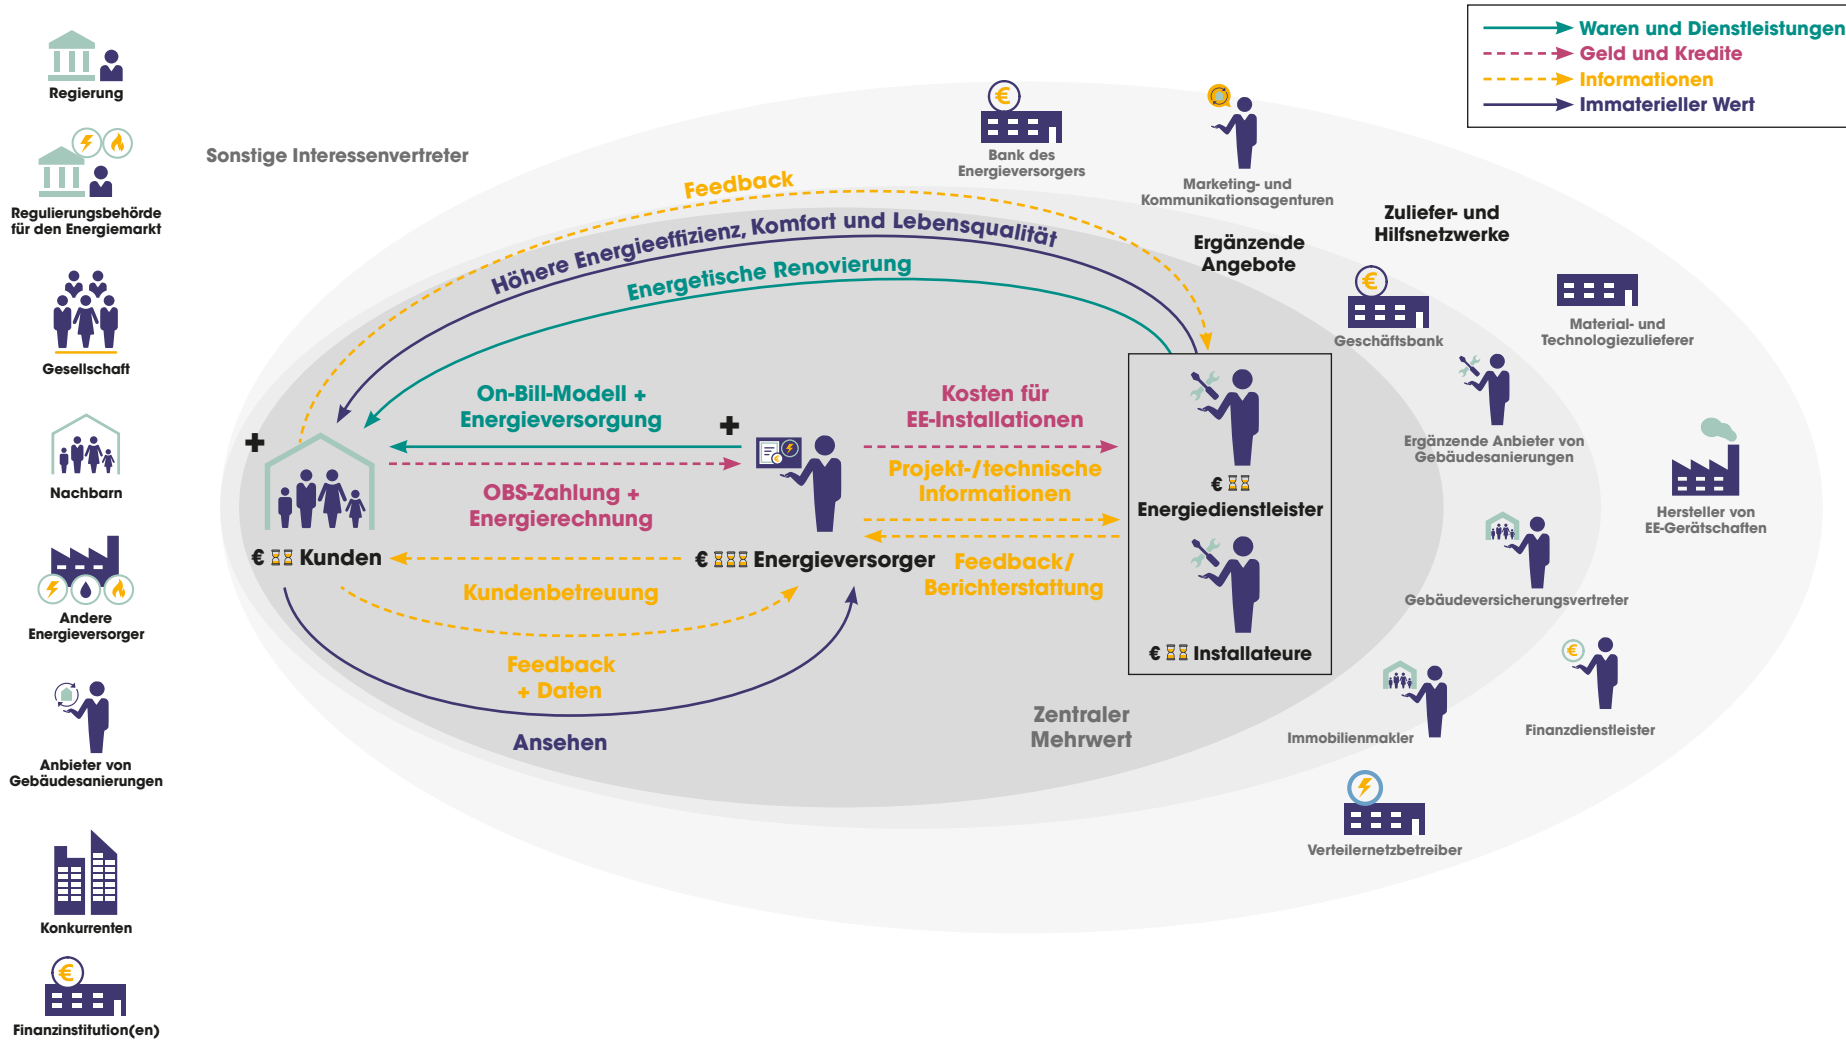 Waren und Dienstleistungen
Geld und Kredite
Informationen
Immaterieller Wert
Regierung
Regulierungsbehörde
für den Energiemarkt
Gesellschaft
Nachbarn
Andere
Energieversorger
Anbieter von
Gebäudesanierungen
Konkurrenten
€
Finanzinstitution(en)
Sonstige Interessenvertreter
€
Bank des
Energieversorgers
Marketing- und
Kommunikationsagenturen
Zuliefer- und
Hilfsnetzwerke
Ergänzende
Angebote
€
Geschäftsbank
Material- und
Technologiezulieferer
Ergänzende Anbieter von
Gebäudesanierungen
Hersteller von
EE-Gerätschaften
Gebäudeversicherungsvertreter
€
Finanzdienstleister
Immobilienmakler
Verteilernetzbetreiber
Feedback
Höhere Energieeffizienz, Komfort und Lebensqualität
Energetische Renovierung
On-Bill-Modell +
Energieversorgung
+
+
OBS-Zahlung +
Energierechnung
€ Kunden
Kundenbetreuung
Feedback
+ Daten
Ansehen
€
€ Energieversorger
Kosten für
EE-Installationen
Projekt-/technische
Informationen
Feedback/
Berichterstattung
€
Energiedienstleister
€ Installateure
Zentraler
Mehrwert